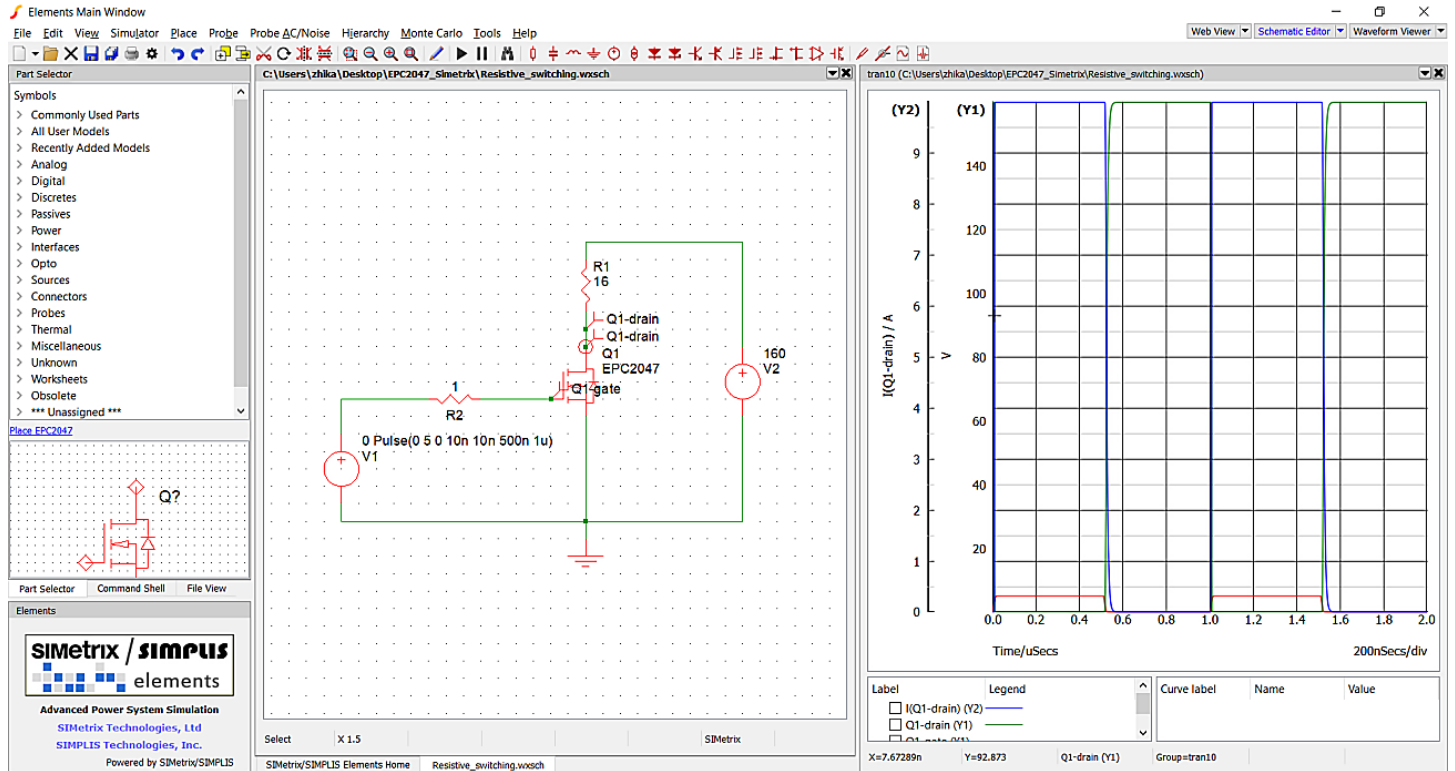 Elements Main Window
File Edit View Simulator Place Probe Probe AC/Noise Hierarchy Monte Carlo Tools Help
Web View Schematic Editor Waveform Viewer
Part Selector
Symbols
Commonly Used Parts
All User Models
Recently Added Models
Analog
Digital
Discretes
Passives
Power
Interfaces
Opto
Sources
Connectors
Probes
Thermal
Miscellaneous
Unknown
Worksheets
Obsolete
*** Unassigned ***
Place EPC2047
Q?
Part Selector Command Shell File View
Elements
SIMetrix / SIMPLIS
elements
Advanced Power System Simulation
SIMetrix Technologies, Ltd
SIMPLIS Technologies, Inc.
Powered by SIMetrix/SIMPLIS
C:\Users\zhika\Desktop\EPC2047_Simetrix\Resistive_switching.wxsch
R1
16
Q1-drain
Q1-drain
Q1
EPC2047
Q1-gate
160
V2
1
R2
0 Pulse(0 5 0 10n 10n 500n 1u)
V1
Select X 1.5 SIMetrix
SIMetrix/SIMPLIS Elements Home Resistive_switching.wxsch
tran10 (C:\Users\zhika\Desktop\EPC2047_Simetrix\Resistive_switching.wxsch)
(Y2) (Y1)
9
140
8
120
7
100
6
I(Q1-drain) / A
5 V 80
4
60
3
40
2
20
1
0
0.0 0.2 0.4 0.6 0.8 1.0 1.2 1.4 1.6 1.8 2.0
Time/uSecs 200nSecs/div
Label Legend
I(Q1-drain) (Y2)
Q1-drain (Y1)
Q1-gate (Y1)
Curve label Name Value
X=7.67289n Y=92.873 Q1-drain (Y1) Group=tran10